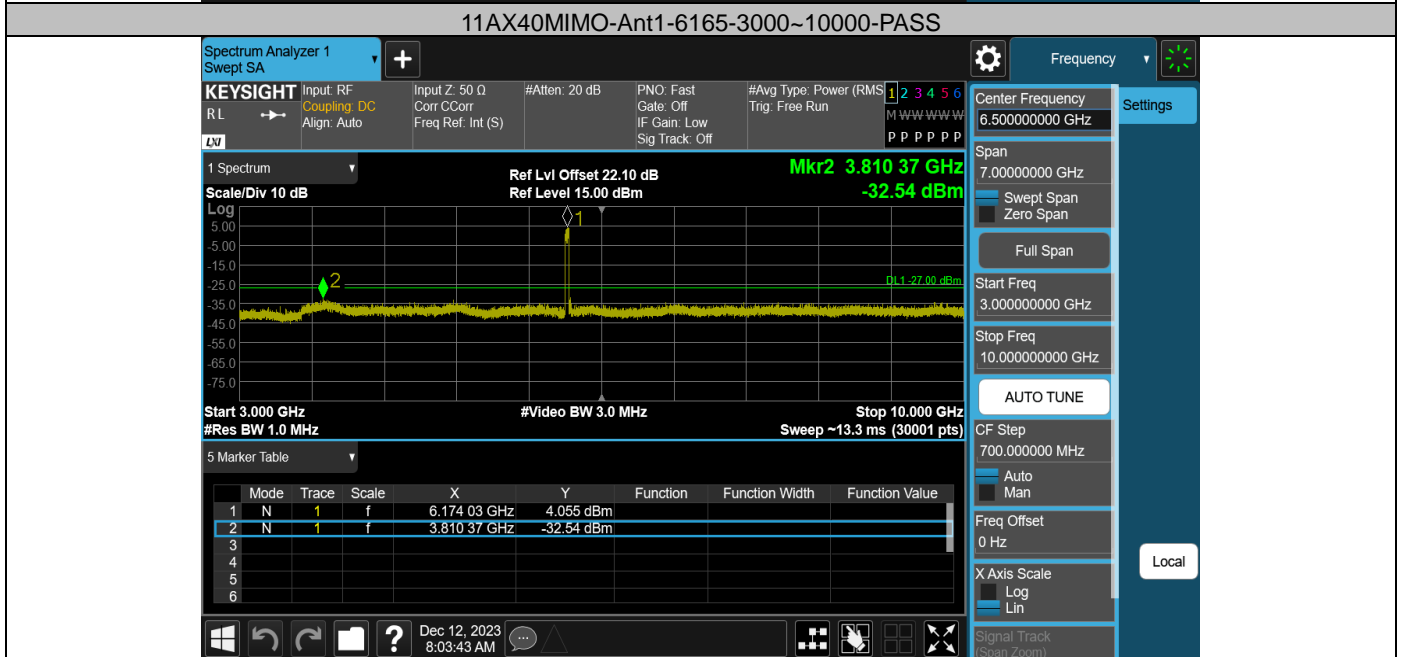 11AX40MIMO-Ant1-6165-3000~10000-PASS
Spectrum Analyzer 1
Swept SA
+
Frequency
KEYSIGHT
RL
LXI
Input: RF
Coupling: DC
Align: Auto
Input Z: 50 Ω
Corr CCorr
Freq Ref: Int (S)
#Atten: 20 dB
PNO: Fast
Gate: Off
IF Gain: Low
Sig Track: Off
#Avg Type: Power (RMS
Trig: Free Run
1 2 3 4 5 6
M W W W W W
P P P P P P
1 Spectrum
Scale/Div 10 dB
Ref Lvl Offset 22.10 dB
Ref Level 15.00 dBm
Mkr2 3.810 37 GHz
-32.54 dBm
Log
5.00
-5.00
-15.0
-25.0
-35.0
-45.0
-55.0
-65.0
-75.0
1
2
DL1 -27.00 dBm
Start 3.000 GHz
#Res BW 1.0 MHz
#Video BW 3.0 MHz
Stop 10.000 GHz
Sweep ~13.3 ms (30001 pts)
5 Marker Table
Mode Trace Scale X Y Function Function Width Function Value
1 N 1 f 6.174 03 GHz 4.055 dBm
2 N 1 f 3.810 37 GHz -32.54 dBm
3
4
5
6
?
Dec 12, 2023
8:03:43 AM
Center Frequency
6.500000000 GHz
Span
7.00000000 GHz
Swept Span
Zero Span
Full Span
Start Freq
3.000000000 GHz
Stop Freq
10.000000000 GHz
AUTO TUNE
CF Step
700.000000 MHz
Auto
Man
Freq Offset
0 Hz
X Axis Scale
Log
Lin
Signal Track
(Span Zoom)
Settings
Local